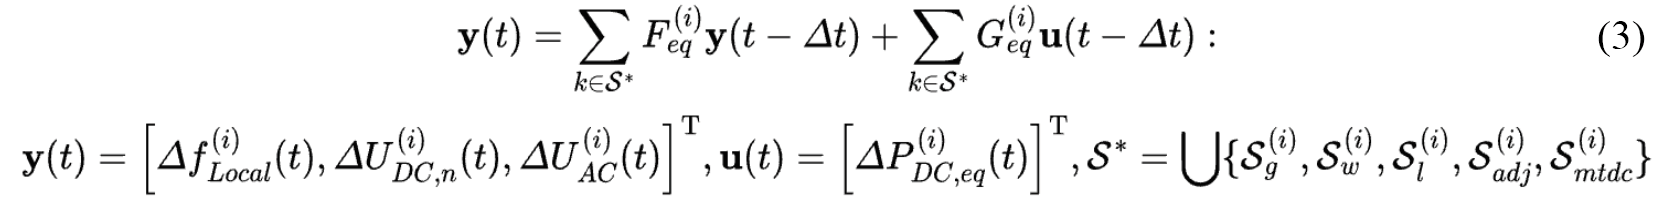 y(t) = ∑_{k∈𝒮*} F_{eq}^{(i)} y(t − Δt) + ∑_{k∈𝒮*} G_{eq}^{(i)} u(t − Δt) : (3)
y(t) = [Δf_{Local}^{(i)}(t), ΔU_{DC,n}^{(i)}(t), ΔU_{AC}^{(i)}(t)]^T, u(t) = [ΔP_{DC,eq}^{(i)}(t)]^T, 𝒮* = ⋃{𝒮_g^{(i)}, 𝒮_w^{(i)}, 𝒮_l^{(i)}, 𝒮_{adj}^{(i)}, 𝒮_{mtdc}^{(i)}}